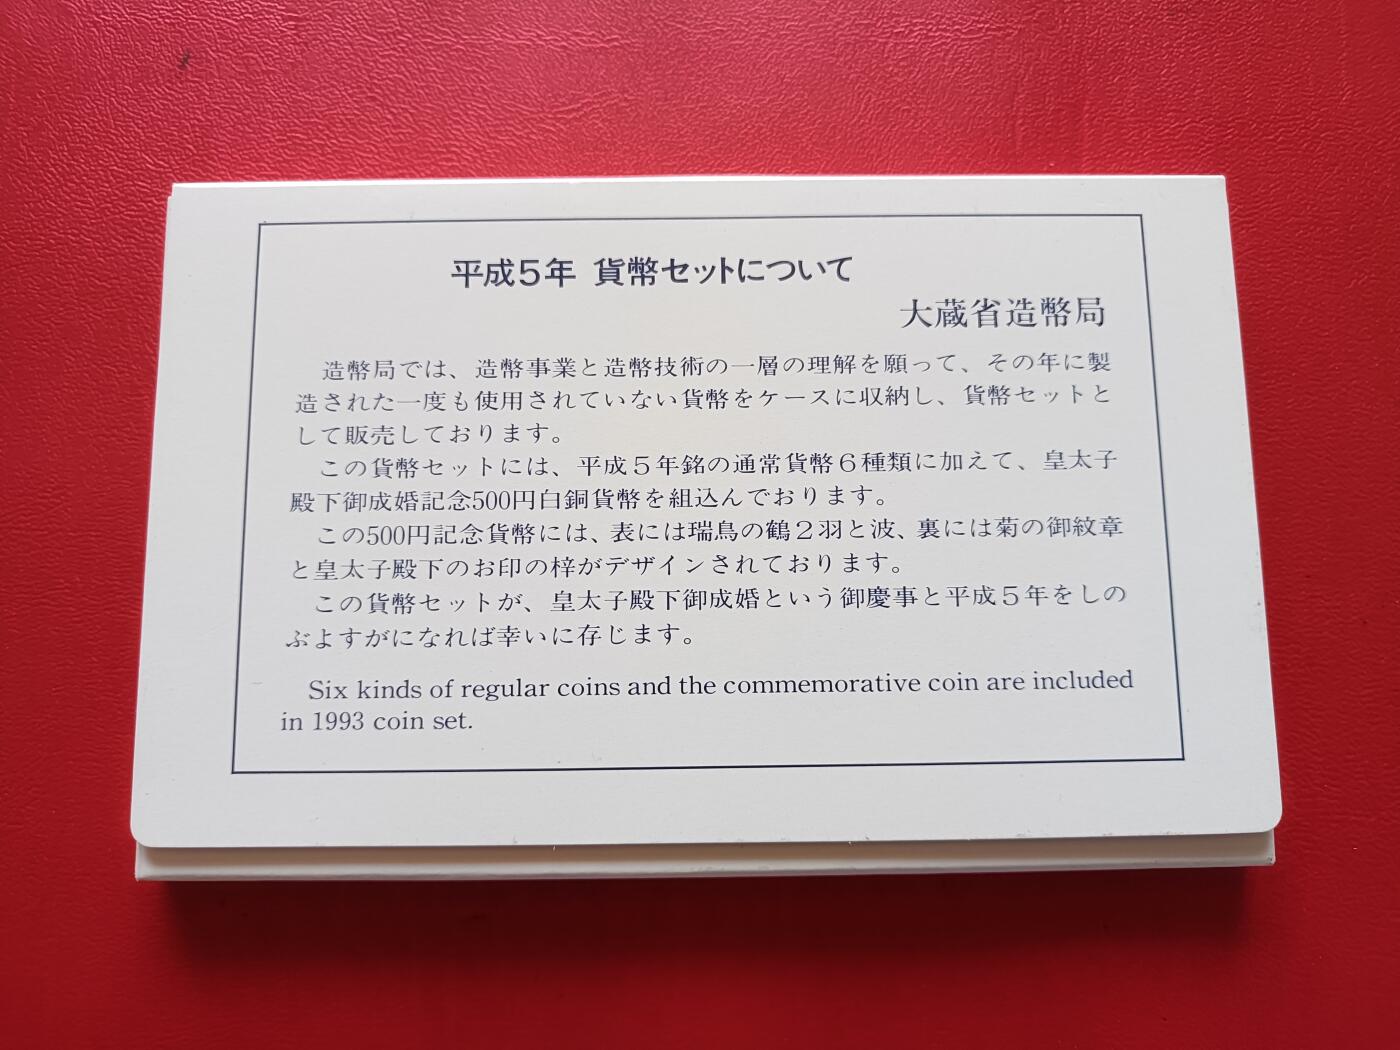 平成5年 貨幣セットについて
大蔵省造幣局
造幣局では、造幣事業と造幣技術の一層の理解を願って、その年に製
造された一度も使用されていない貨幣をケースに収納し、貨幣セットと
して販売しております。
この貨幣セットには、平成5年銘の通常貨幣6種類に加えて、皇太子
殿下御成婚記念500円白銅貨幣を組込んでおります。
この500円記念貨幣には、表には瑞鳥の鶴2羽と波、裏には菊の御紋章
と皇太子殿下のお印の梓がデザインされております。
この貨幣セットが、皇太子殿下御成婚という御慶事と平成5年をしの
ぶよすがになれば幸いに存じます。
Six kinds of regular coins and the commemorative coin are included
in 1993 coin set.